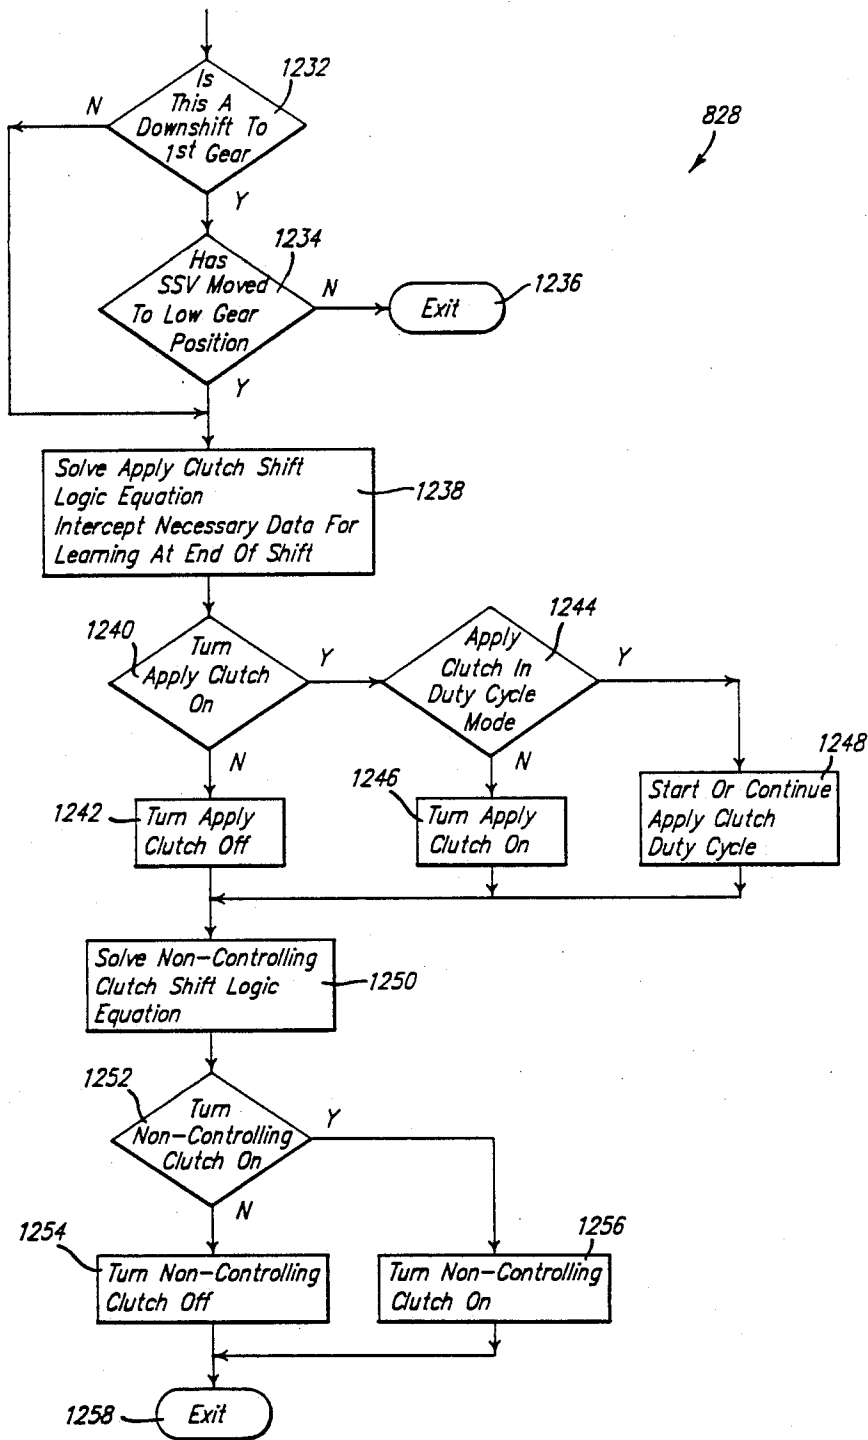 1232
Is
This A
Downshift To
1st Gear
N
828
Y
1234
Has
SSV Moved
To Low Gear
Position
N
Exit
1236
Y
Solve Apply Clutch Shift
Logic Equation
Intercept Necessary Data For
Learning At End Of Shift
1238
1240
Turn
Apply Clutch
On
Y
1244
Apply
Clutch In
Duty Cycle
Mode
Y
N
N
1242
Turn Apply
Clutch Off
1246
Turn Apply
Clutch On
1248
Start Or Continue
Apply Clutch
Duty Cycle
Solve Non-Controlling
Clutch Shift Logic
Equation
1250
1252
Turn
Non-Controlling
Clutch On
Y
N
1254
Turn Non-Controlling
Clutch Off
1256
Turn Non-Controlling
Clutch On
1258
Exit